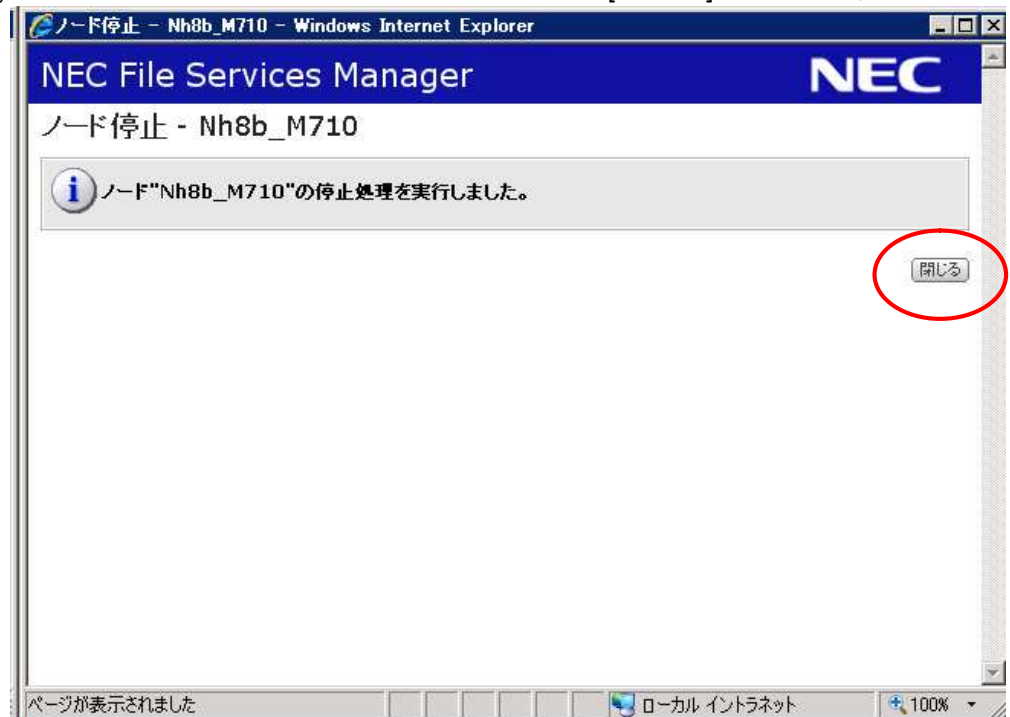 ノード停止 - Nh8b_M710 - Windows Internet Explorer
NEC File Services Manager
NEC
ノード停止 - Nh8b_M710
ノード"Nh8b_M710"の停止処理を実行しました。
閉じる
ページが表示されました
ローカル イントラネット
100%